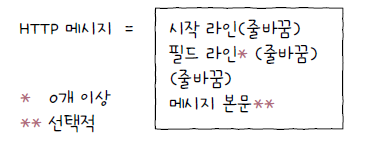 HTTP 메시지 =
시작 라인(줄바꿈)
필드 라인* (줄바꿈)
(줄바꿈)
메시지 본문**
* 0개 이상
** 선택적